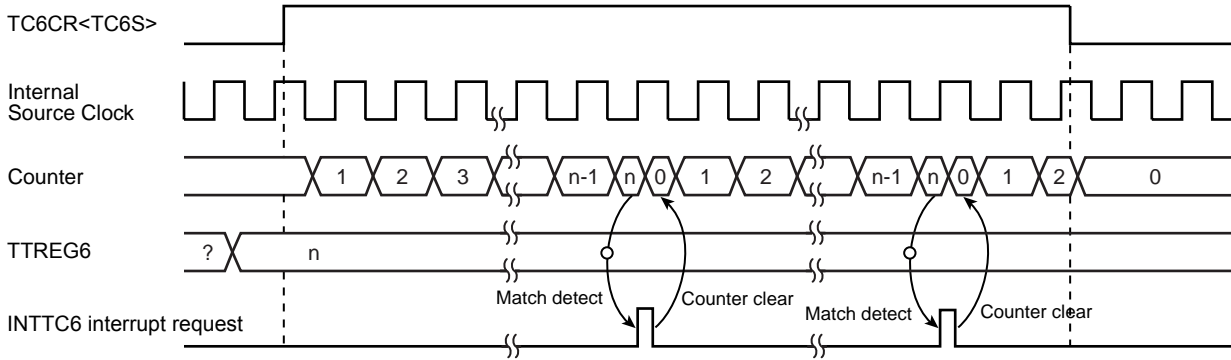 TC6CR<TC6S>
Internal
Source Clock
Counter
1 2 3 n-1 n 0 1 2 n-1 n 0 1 2 0
TTREG6
? n
Match detect Counter clear Match detect Counter clear
INTTC6 interrupt request